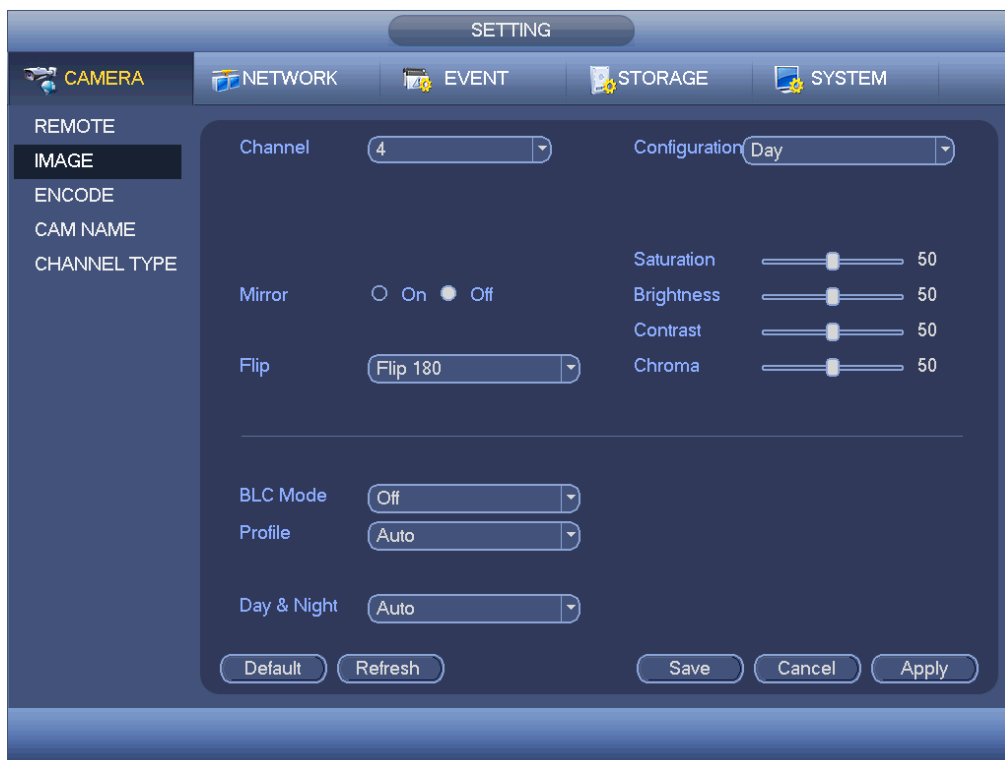 SETTING
CAMERA NETWORK EVENT STORAGE SYSTEM
REMOTE
IMAGE
ENCODE
CAM NAME
CHANNEL TYPE
Channel 4 Configuration Day
Saturation 50
Mirror On Off Brightness 50
Contrast 50
Flip Flip 180 Chroma 50
BLC Mode Off
Profile Auto
Day & Night Auto
Default Refresh Save Cancel Apply